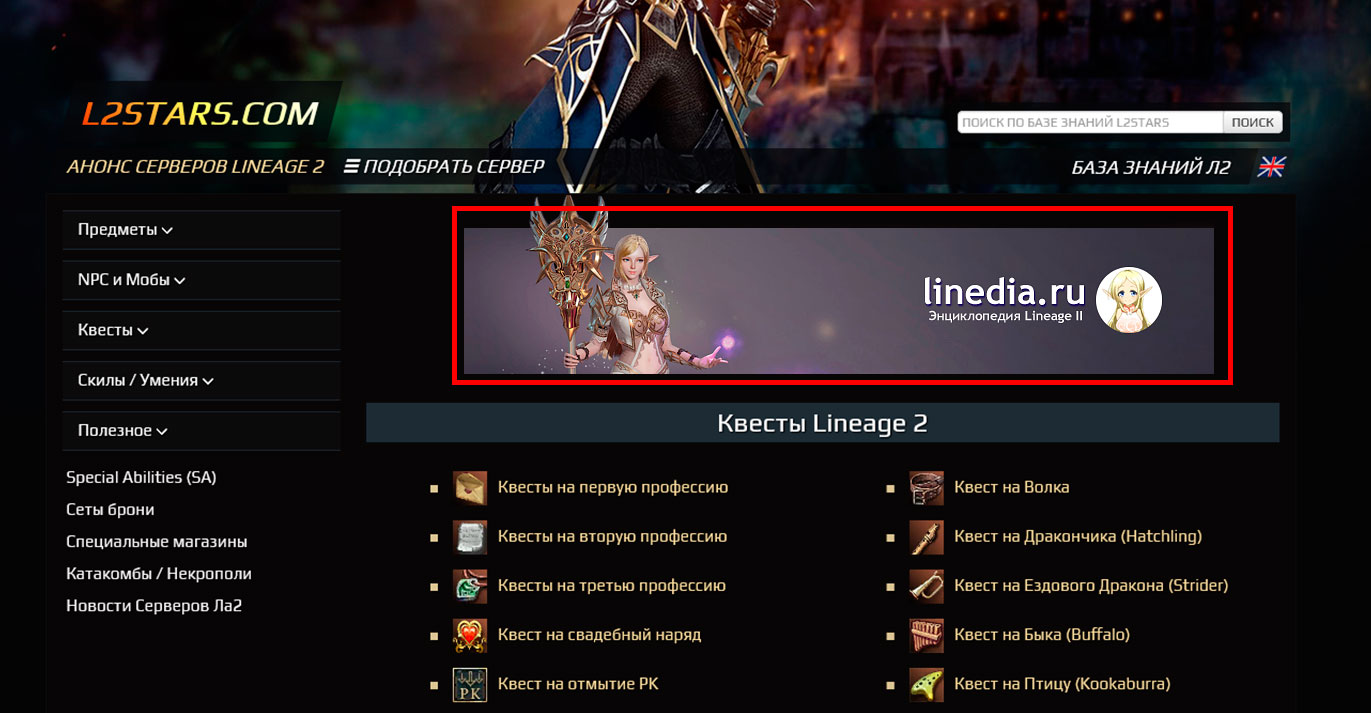 L2STARS.COM
ПОИСК ПО БАЗЕ ЗНАНИЙ L2STARS
ПОИСК
АНОНС СЕРВЕРОВ LINEAGE 2
ПОДОБРАТЬ СЕРВЕР
БАЗА ЗНАНИЙ Л2
Предметы
NPC и Мобы
Квесты
Скилы / Умения
Полезное
Special Abilities (SA)
Сеты брони
Специальные магазины
Катакомбы / Некрополи
Новости Серверов Ла2
linedia.ru
Энциклопедия Lineage II
Квесты Lineage 2
Квесты на первую профессию
Квесты на вторую профессию
Квесты на третью профессию
Квест на свадебный наряд
PK
Квест на отмытие PK
Квест на Волка
Квест на Дракончика (Hatchling)
Квест на Ездового Дракона (Strider)
Квест на Быка (Buffalo)
Квест на Птицу (Kookaburra)